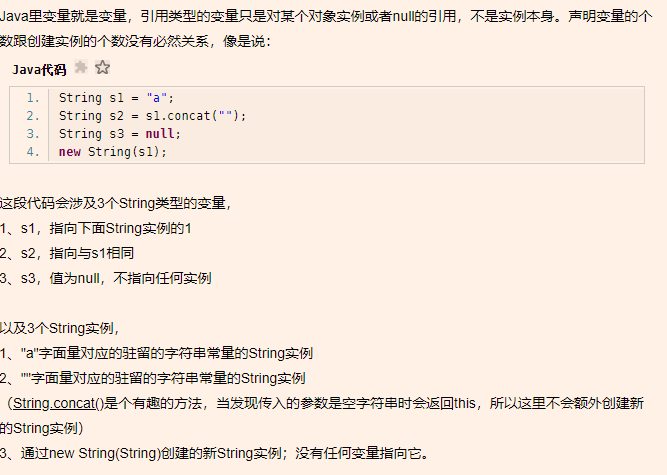 Java里变量就是变量，引用类型的变量只是对某个对象实例或者null的引用，不是实例本身。声明变量的个
数跟创建实例的个数没有必然关系，像是说：
Java代码
1. String s1 = "a";
2. String s2 = s1.concat("");
3. String s3 = null;
4. new String(s1);
这段代码会涉及3个String类型的变量，
1、s1，指向下面String实例的1
2、s2，指向与s1相同
3、s3，值为null，不指向任何实例
以及3个String实例，
1、"a"字面量对应的驻留的字符串常量的String实例
2、""字面量对应的驻留的字符串常量的String实例
（String.concat()是个有趣的方法，当发现传入的参数是空字符串时会返回this，所以这里不会额外创建新
的String实例）
3、通过new String(String)创建的新String实例；没有任何变量指向它。